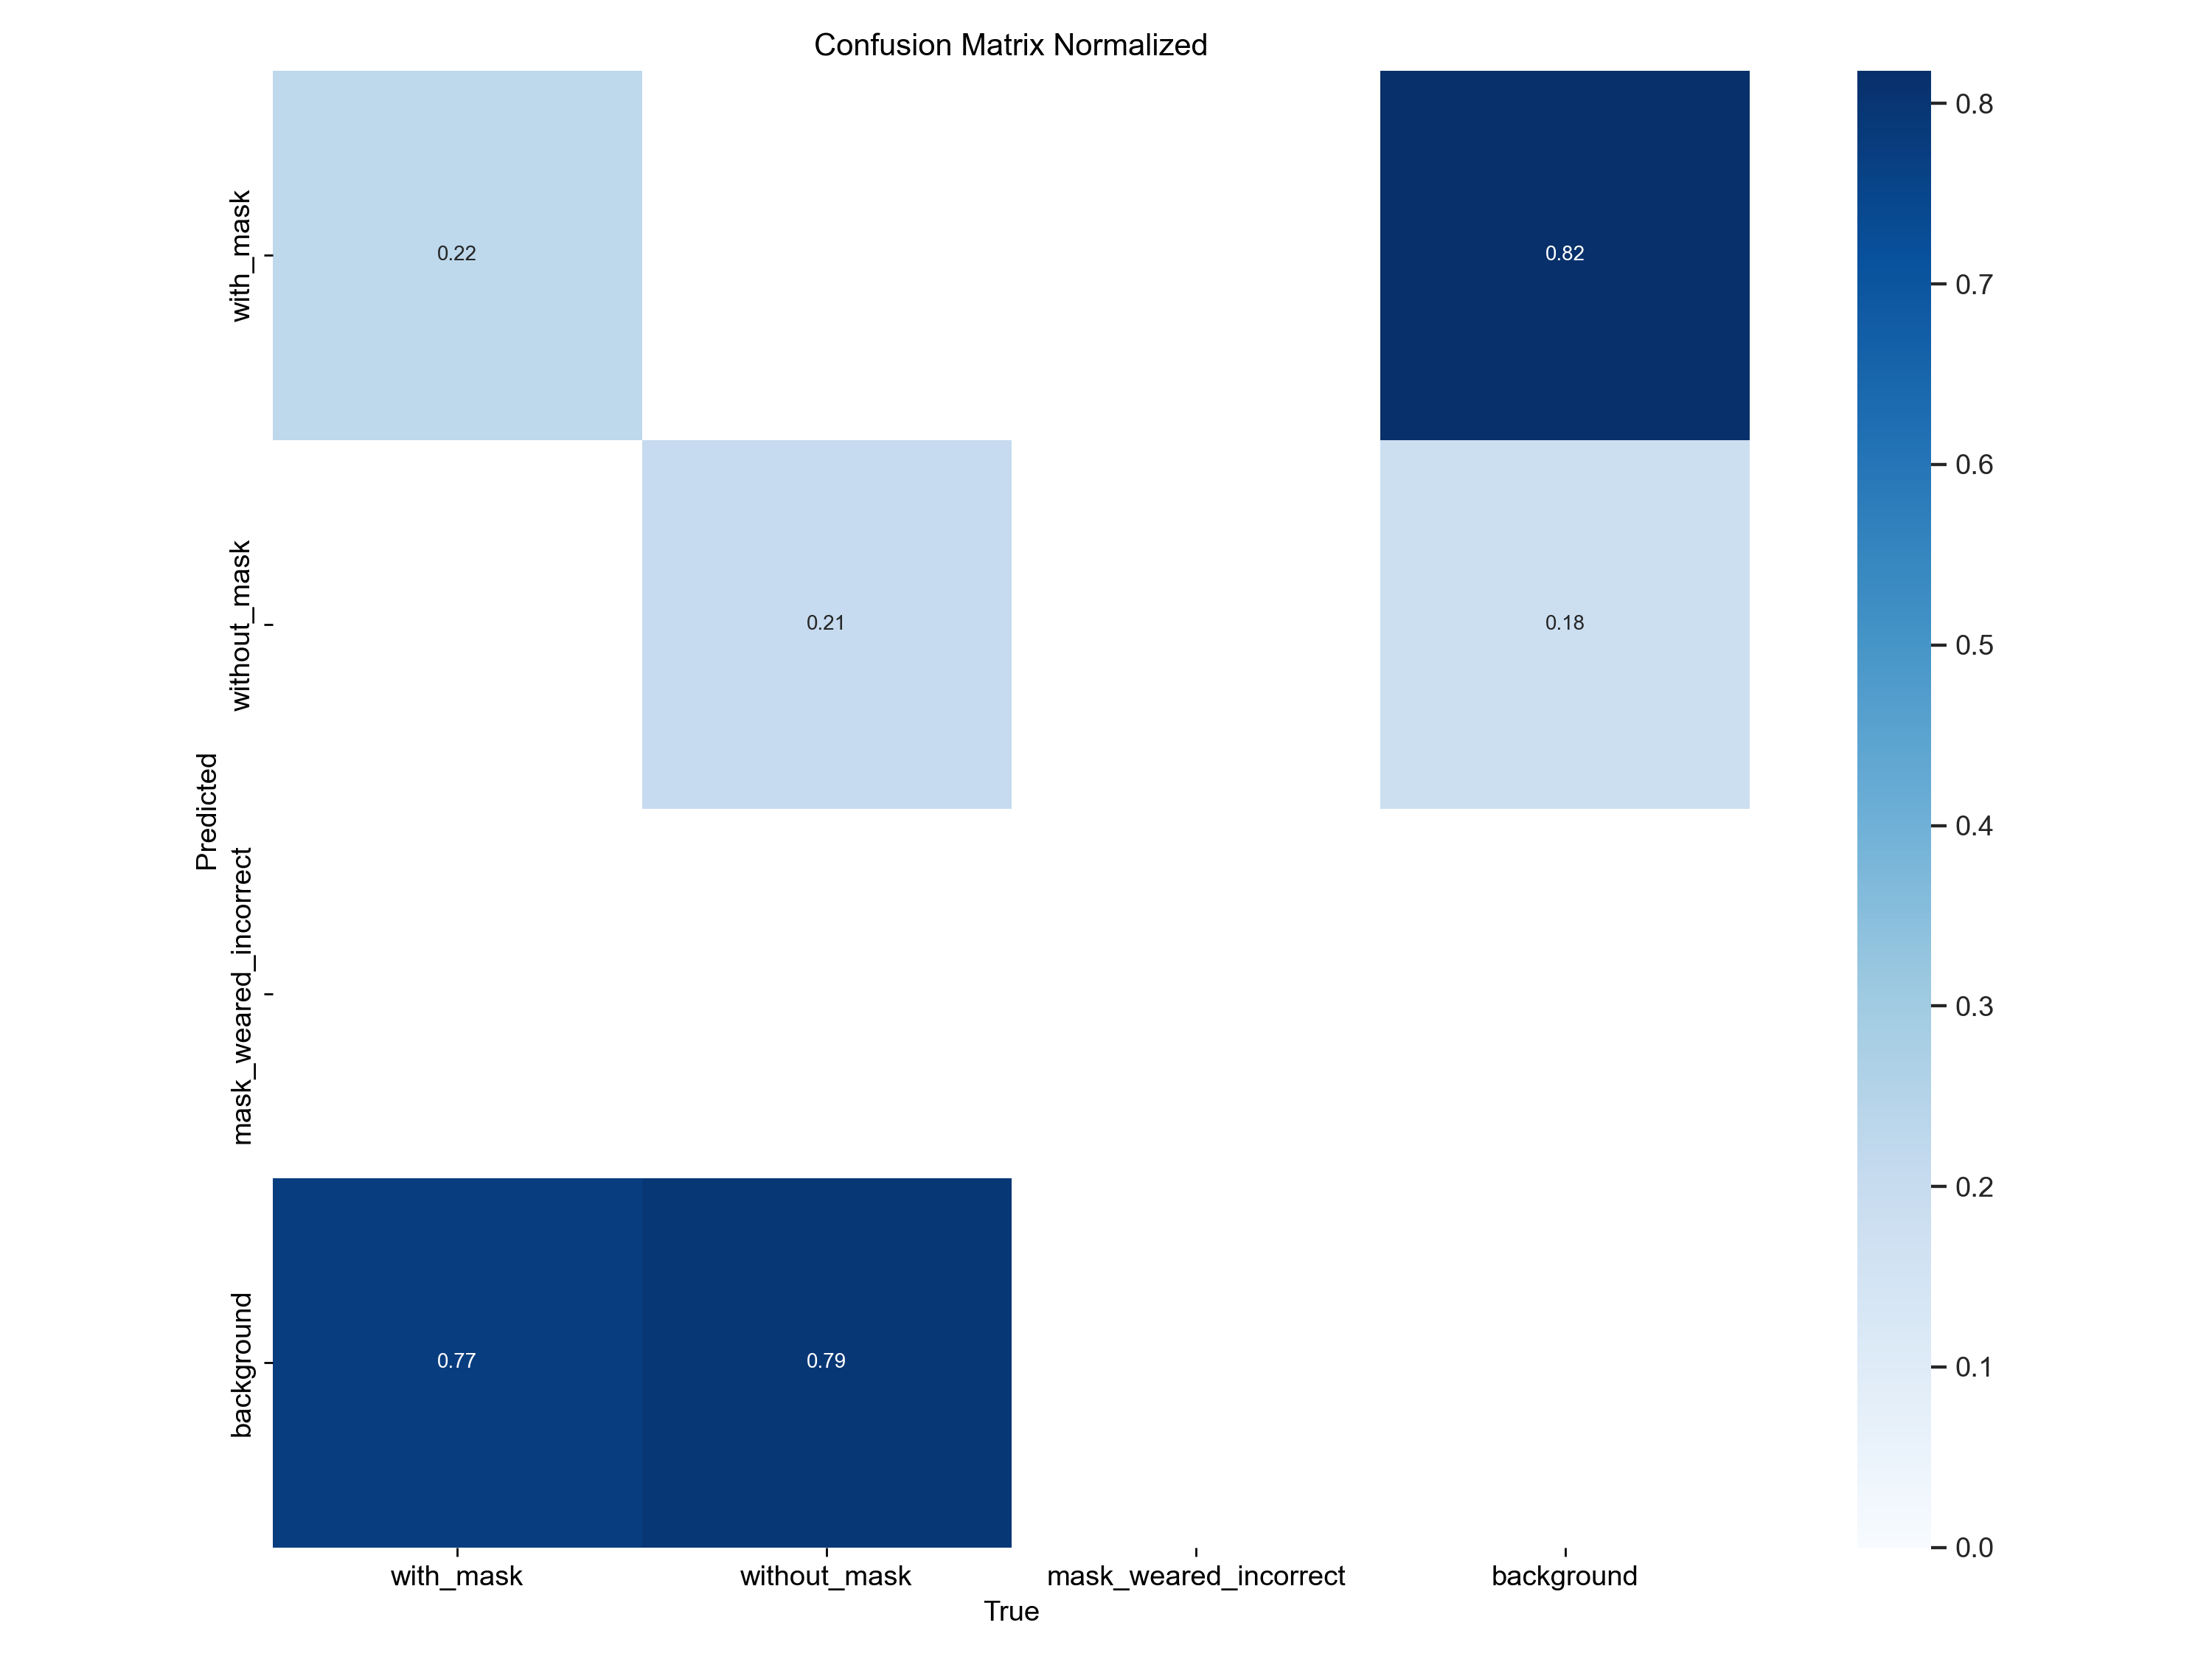 Confusion Matrix Normalized
with_mask
0.22
0.82
without_mask
0.21
0.18
Predicted
mask_weared_incorrect
background
0.77
0.79
with_mask
without_mask
mask_weared_incorrect
background
True
0.8
0.7
0.6
0.5
0.4
0.3
0.2
0.1
0.0